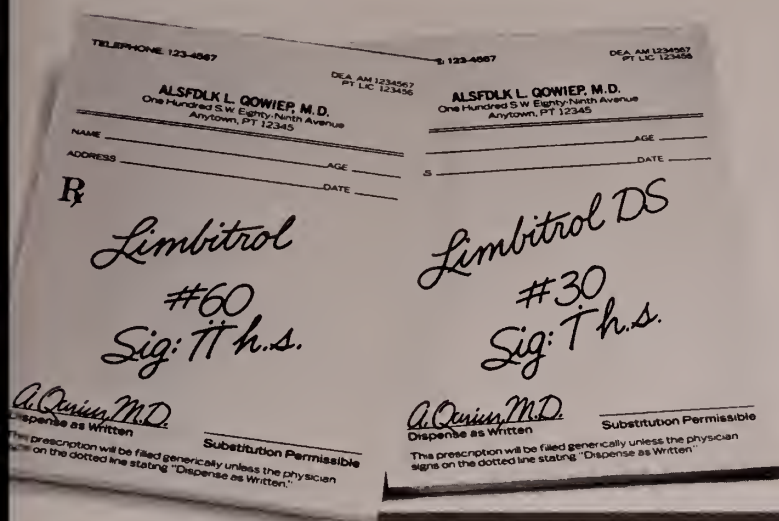 TELEPHONE: 123-4567
DEA AM 1234567
PT LIC 123456
ALSFDLK L. QOWIEP, M.D.
One Hundred S.W. Eighty-Ninth Avenue
Anytown, PT 12345
NAME AGE
ADDRESS DATE
Rx
Limbitrol
#60
Sig: īī h.s.
A. Qarius, M.D.
Dispense as Written
Substitution Permissible
This prescription will be filled generically unless the physician
signs on the dotted line stating "Dispense as Written."
123-4567
DEA AM 1234567
PT LIC 123456
ALSFDLK L. QOWIEP, M.D.
One Hundred S W Eighty-Ninth Avenue
Anytown, PT 12345
AGE
S DATE
Limbitrol DS
#30
Sig: ī h.s.
A. Qarius, M.D.
Dispense as Written
Substitution Permissible
This prescription will be filled generically unless the physician
signs on the dotted line stating "Dispense as Written"